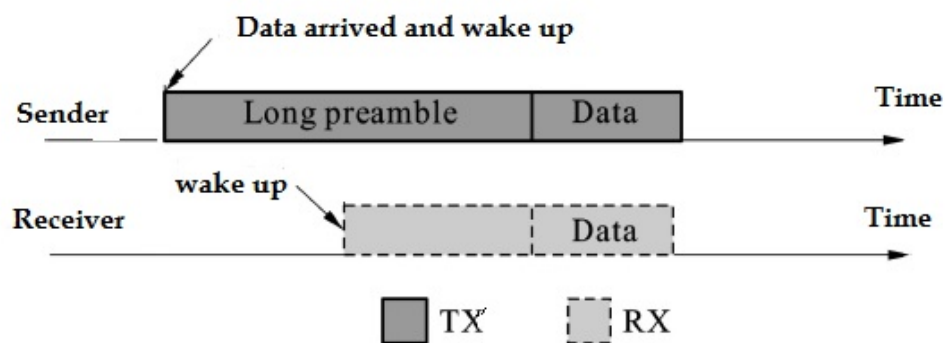 Data arrived and wake up
Sender
Long preamble
Data
Time
wake up
Receiver
Data
Time
TX
RX